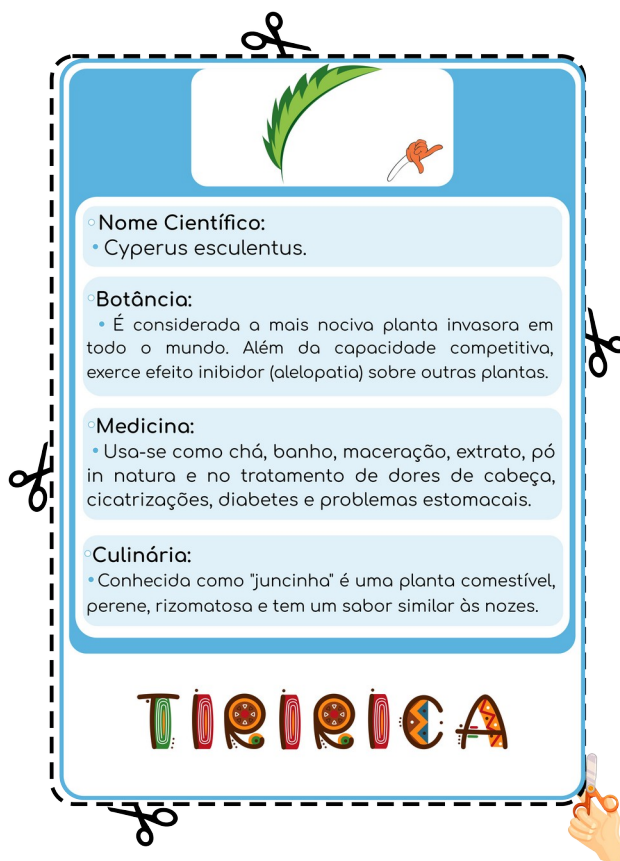 Nome Científico:
Cyperus esculentus.
Botância:
É considerada a mais nociva planta invasora em
todo o mundo. Além da capacidade competitiva,
exerce efeito inibidor (alelopatia) sobre outras plantas.
Medicina:
Usa-se como chá, banho, maceração, extrato, pó
in natura e no tratamento de dores de cabeça,
cicatrizações, diabetes e problemas estomacais.
Culinária:
Conhecida como "juncinha" é uma planta comestível,
perene, rizomatosa e tem um sabor similar às nozes.
TIRIRICA